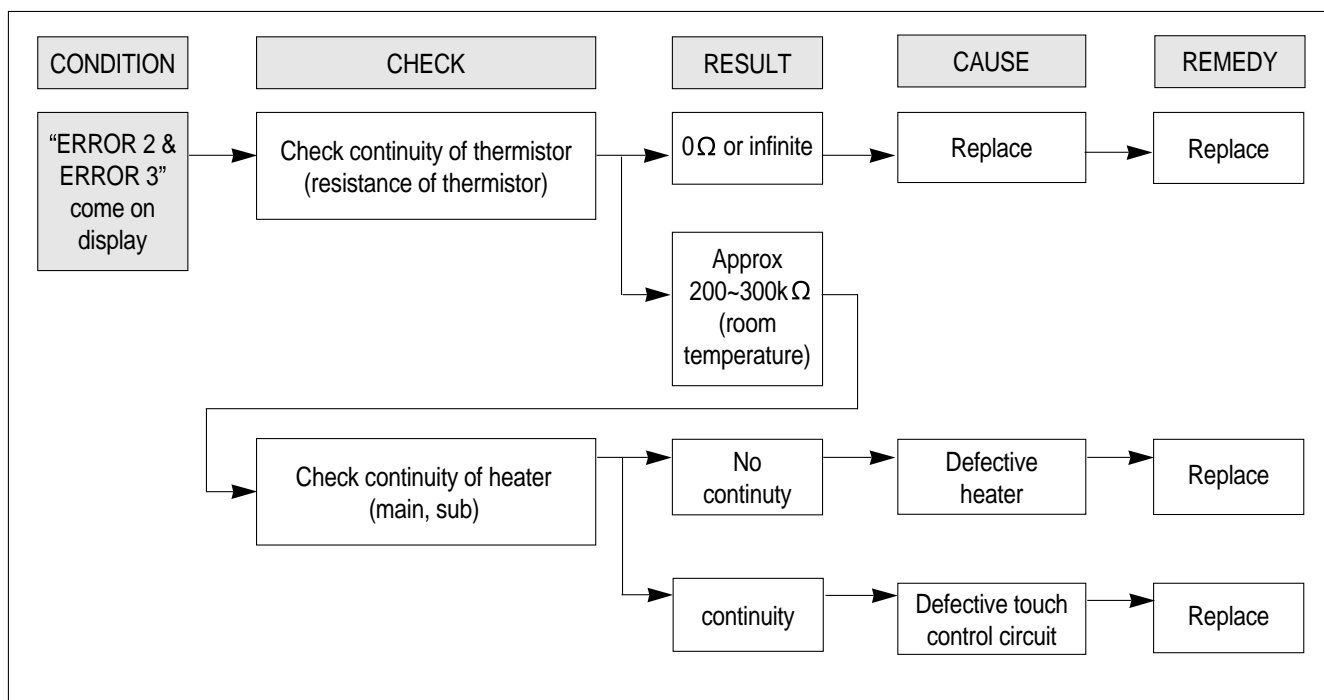 CONDITION
CHECK
RESULT
CAUSE
REMEDY
“ERROR 2 &
ERROR 3”
come on
display
Check continuity of thermistor
(resistance of thermistor)
0Ω or infinite
Replace
Replace
Approx
200~300kΩ
(room
temperature)
Check continuity of heater
(main, sub)
No
continuty
Defective
heater
Replace
continuity
Defective touch
control circuit
Replace